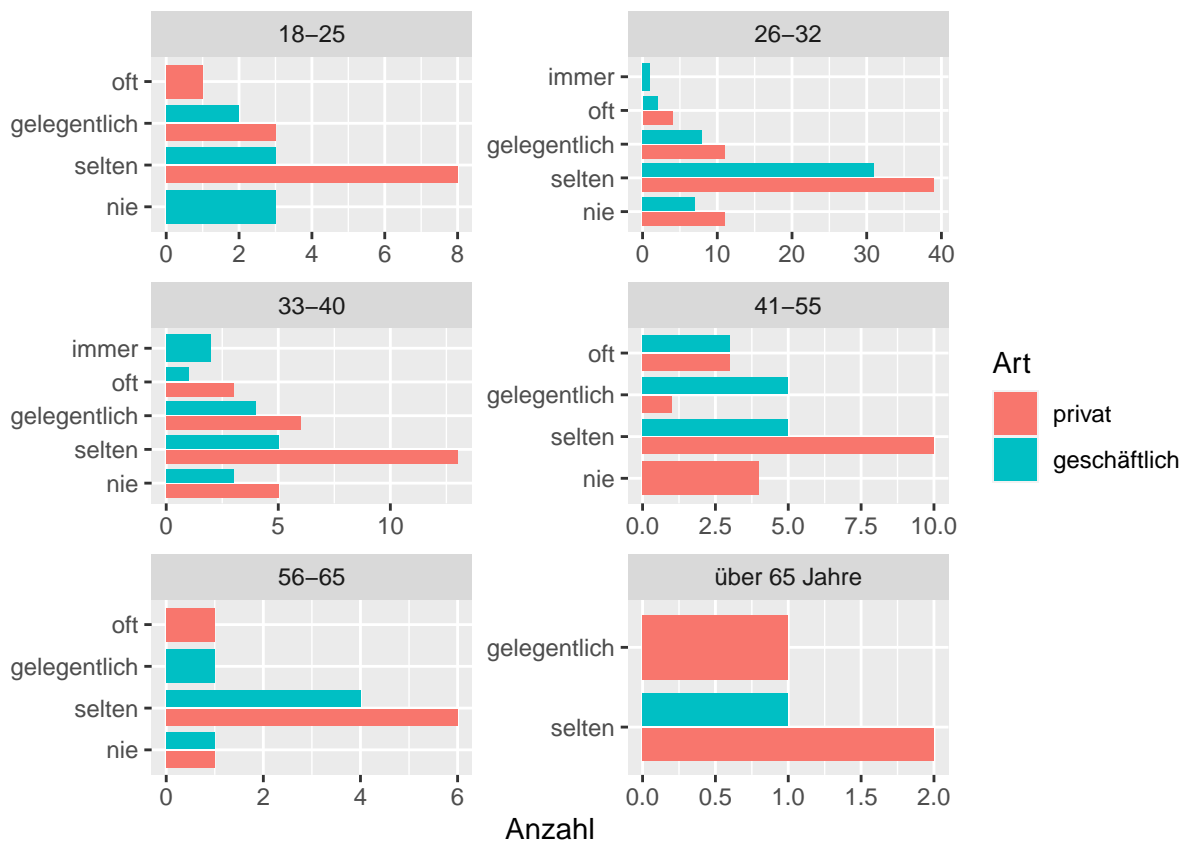 18−25
oft
gelegentlich
selten
nie
0 2 4 6 8
26−32
immer
oft
gelegentlich
selten
nie
0 10 20 30 40
33−40
immer
oft
gelegentlich
selten
nie
0 5 10
41−55
oft
gelegentlich
selten
nie
0.0 2.5 5.0 7.5 10.0
56−65
oft
gelegentlich
selten
nie
0 2 4 6
über 65 Jahre
gelegentlich
selten
0.0 0.5 1.0 1.5 2.0
Anzahl
Art
privat
geschäftlich